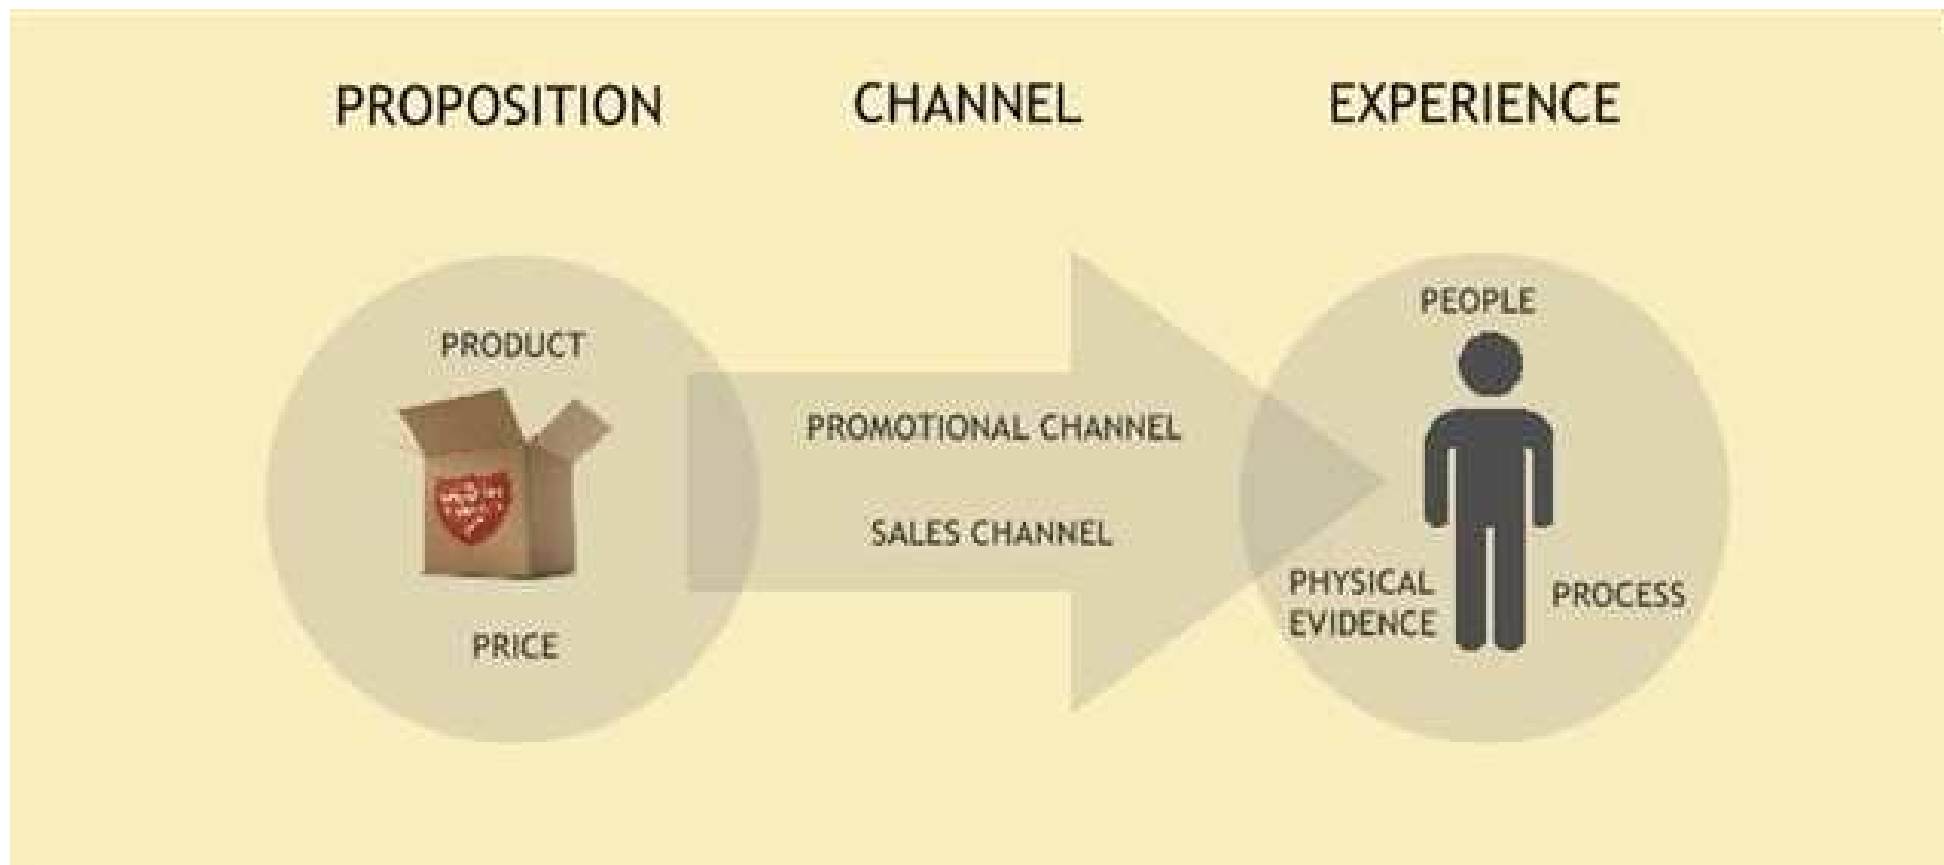 PROPOSITION
CHANNEL
EXPERIENCE
PRODUCT
PRICE
PROMOTIONAL CHANNEL
SALES CHANNEL
PEOPLE
PHYSICAL
EVIDENCE
PROCESS